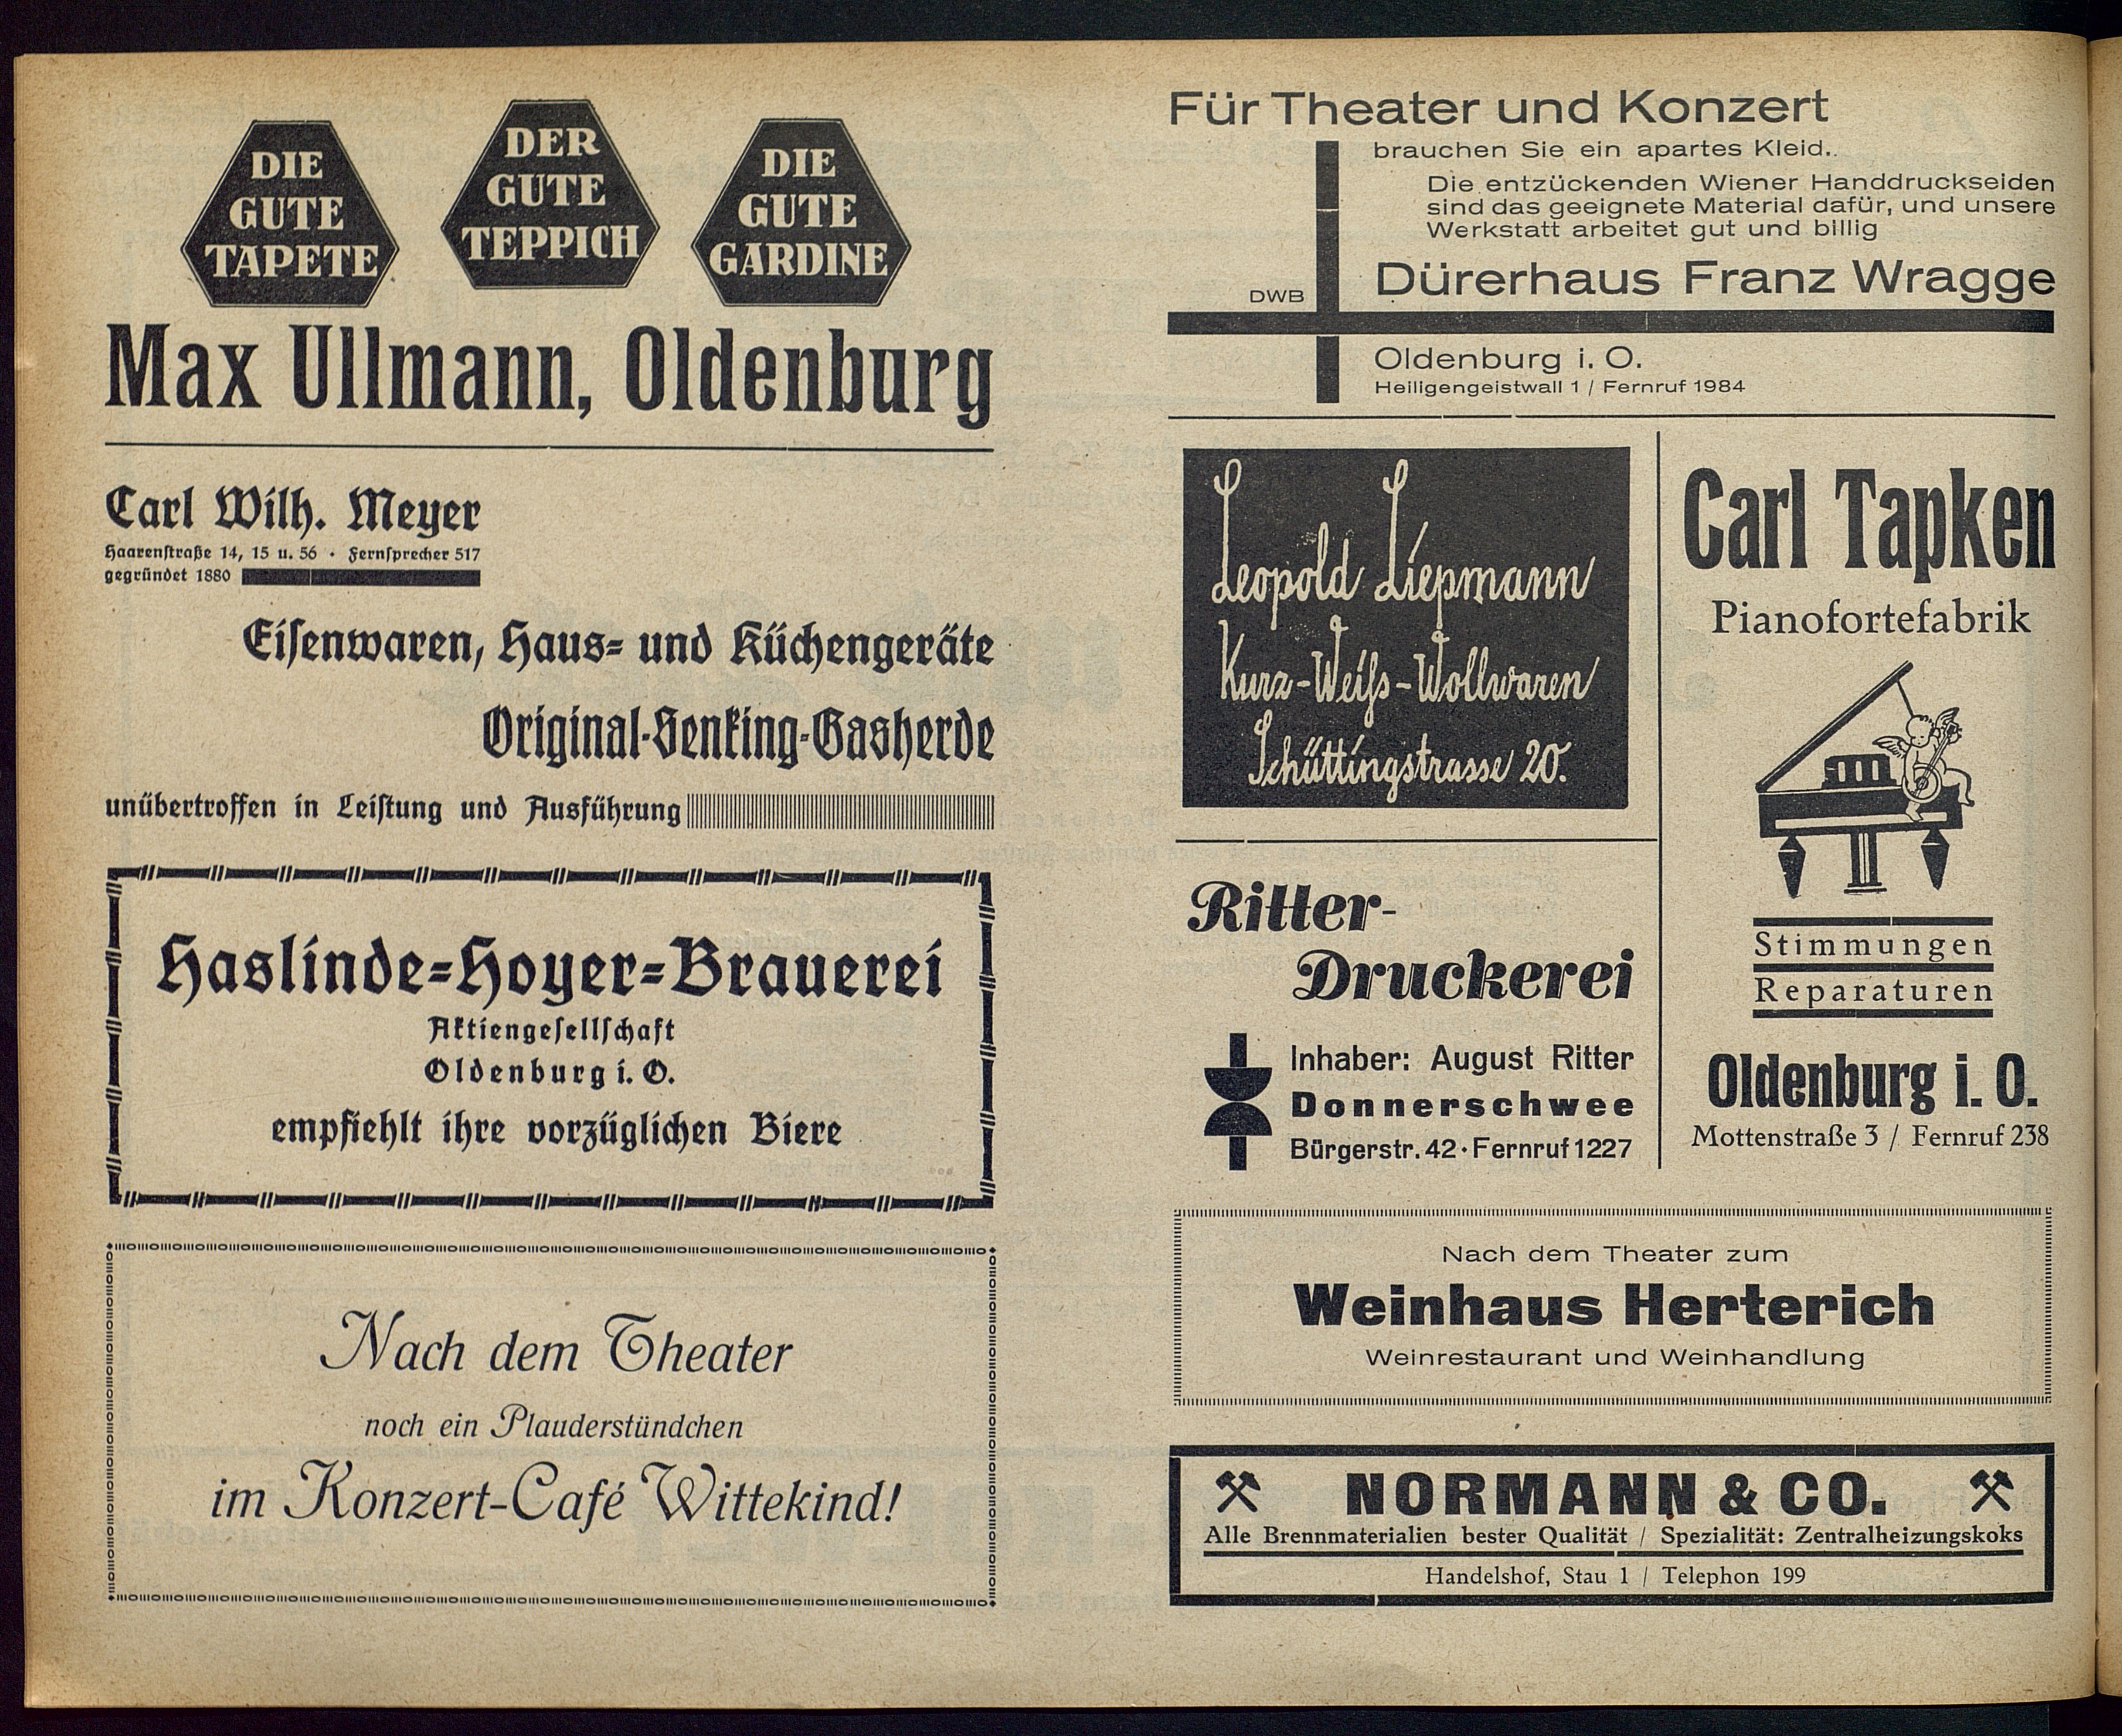 DIE
GUTE
TAPETE
DER
GUTE
TEPPICH
DIE
GUTE
GARDINE
Max Ullmann, Oldenburg
Carl Wilh. Meyer
Haarenſtraße 14, 15 u. 56 · Fernſprecher 517
gegründet 1880
Eiſenwaren, Haus- und Küchengeräte
Original-Senking-Gasherde
unübertroffen in Leiſtung und Ausführung
Haslinde-Hoyer-Brauerei
Aktiengeſellſchaft
Oldenburg i. O.
empfiehlt ihre vorzüglichen Biere
Nach dem Theater
noch ein Plauderstündchen
im Konzert-Café Wittekind!
Für Theater und Konzert
brauchen Sie ein apartes Kleid..
Die entzückenden Wiener Handdruckseiden
sind das geeignete Material dafür, und unsere
Werkstatt arbeitet gut und billig
Dürerhaus Franz Wragge
DWB
Oldenburg i. O.
Heiligengeistwall 1 / Fernruf 1984
Leopold Liepmann
Kurz-Weiß-Wollwaren
Schüttingstrasse 20.
Ritter-
Druckerei
Inhaber: August Ritter
Donnerschwee
Bürgerstr. 42 · Fernruf 1227
Carl Tapken
Pianofortefabrik
Stimmungen
Reparaturen
Oldenburg i. O.
Mottenstraße 3 / Fernruf 238
Nach dem Theater zum
Weinhaus Herterich
Weinrestaurant und Weinhandlung
NORMANN & CO.
Alle Brennmaterialien bester Qualität / Spezialität: Zentralheizungskoks
Handelshof, Stau 1 / Telephon 199